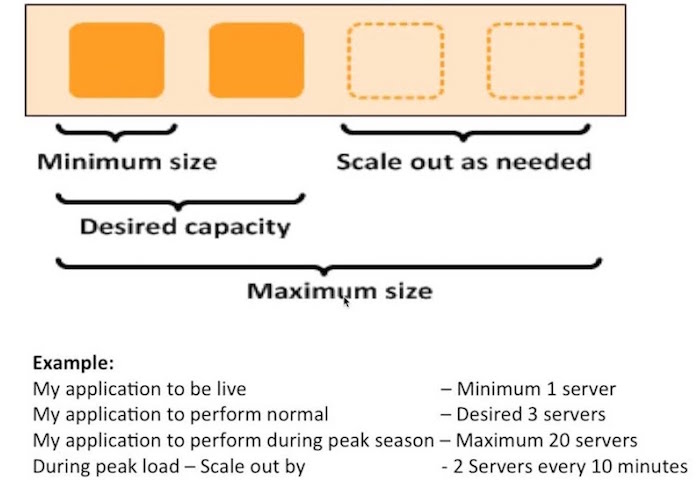 Minimum size
Scale out as needed
Desired capacity
Maximum size
Example:
My application to be live – Minimum 1 server
My application to perform normal – Desired 3 servers
My application to perform during peak season – Maximum 20 servers
During peak load – Scale out by - 2 Servers every 10 minutes